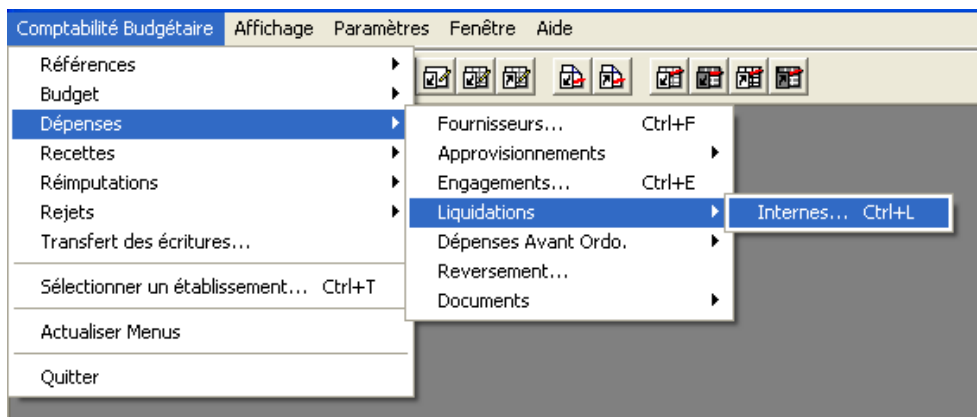 Comptabilité Budgétaire Affichage Paramètres Fenêtre Aide
Références
Budget
Dépenses
Recettes
Réimputations
Rejets
Transfert des écritures...
Sélectionner un établissement... Ctrl+T
Actualiser Menus
Quitter
Fournisseurs... Ctrl+F
Approvisionnements
Engagements... Ctrl+E
Liquidations
Dépenses Avant Ordo.
Reversement...
Documents
Internes... Ctrl+L